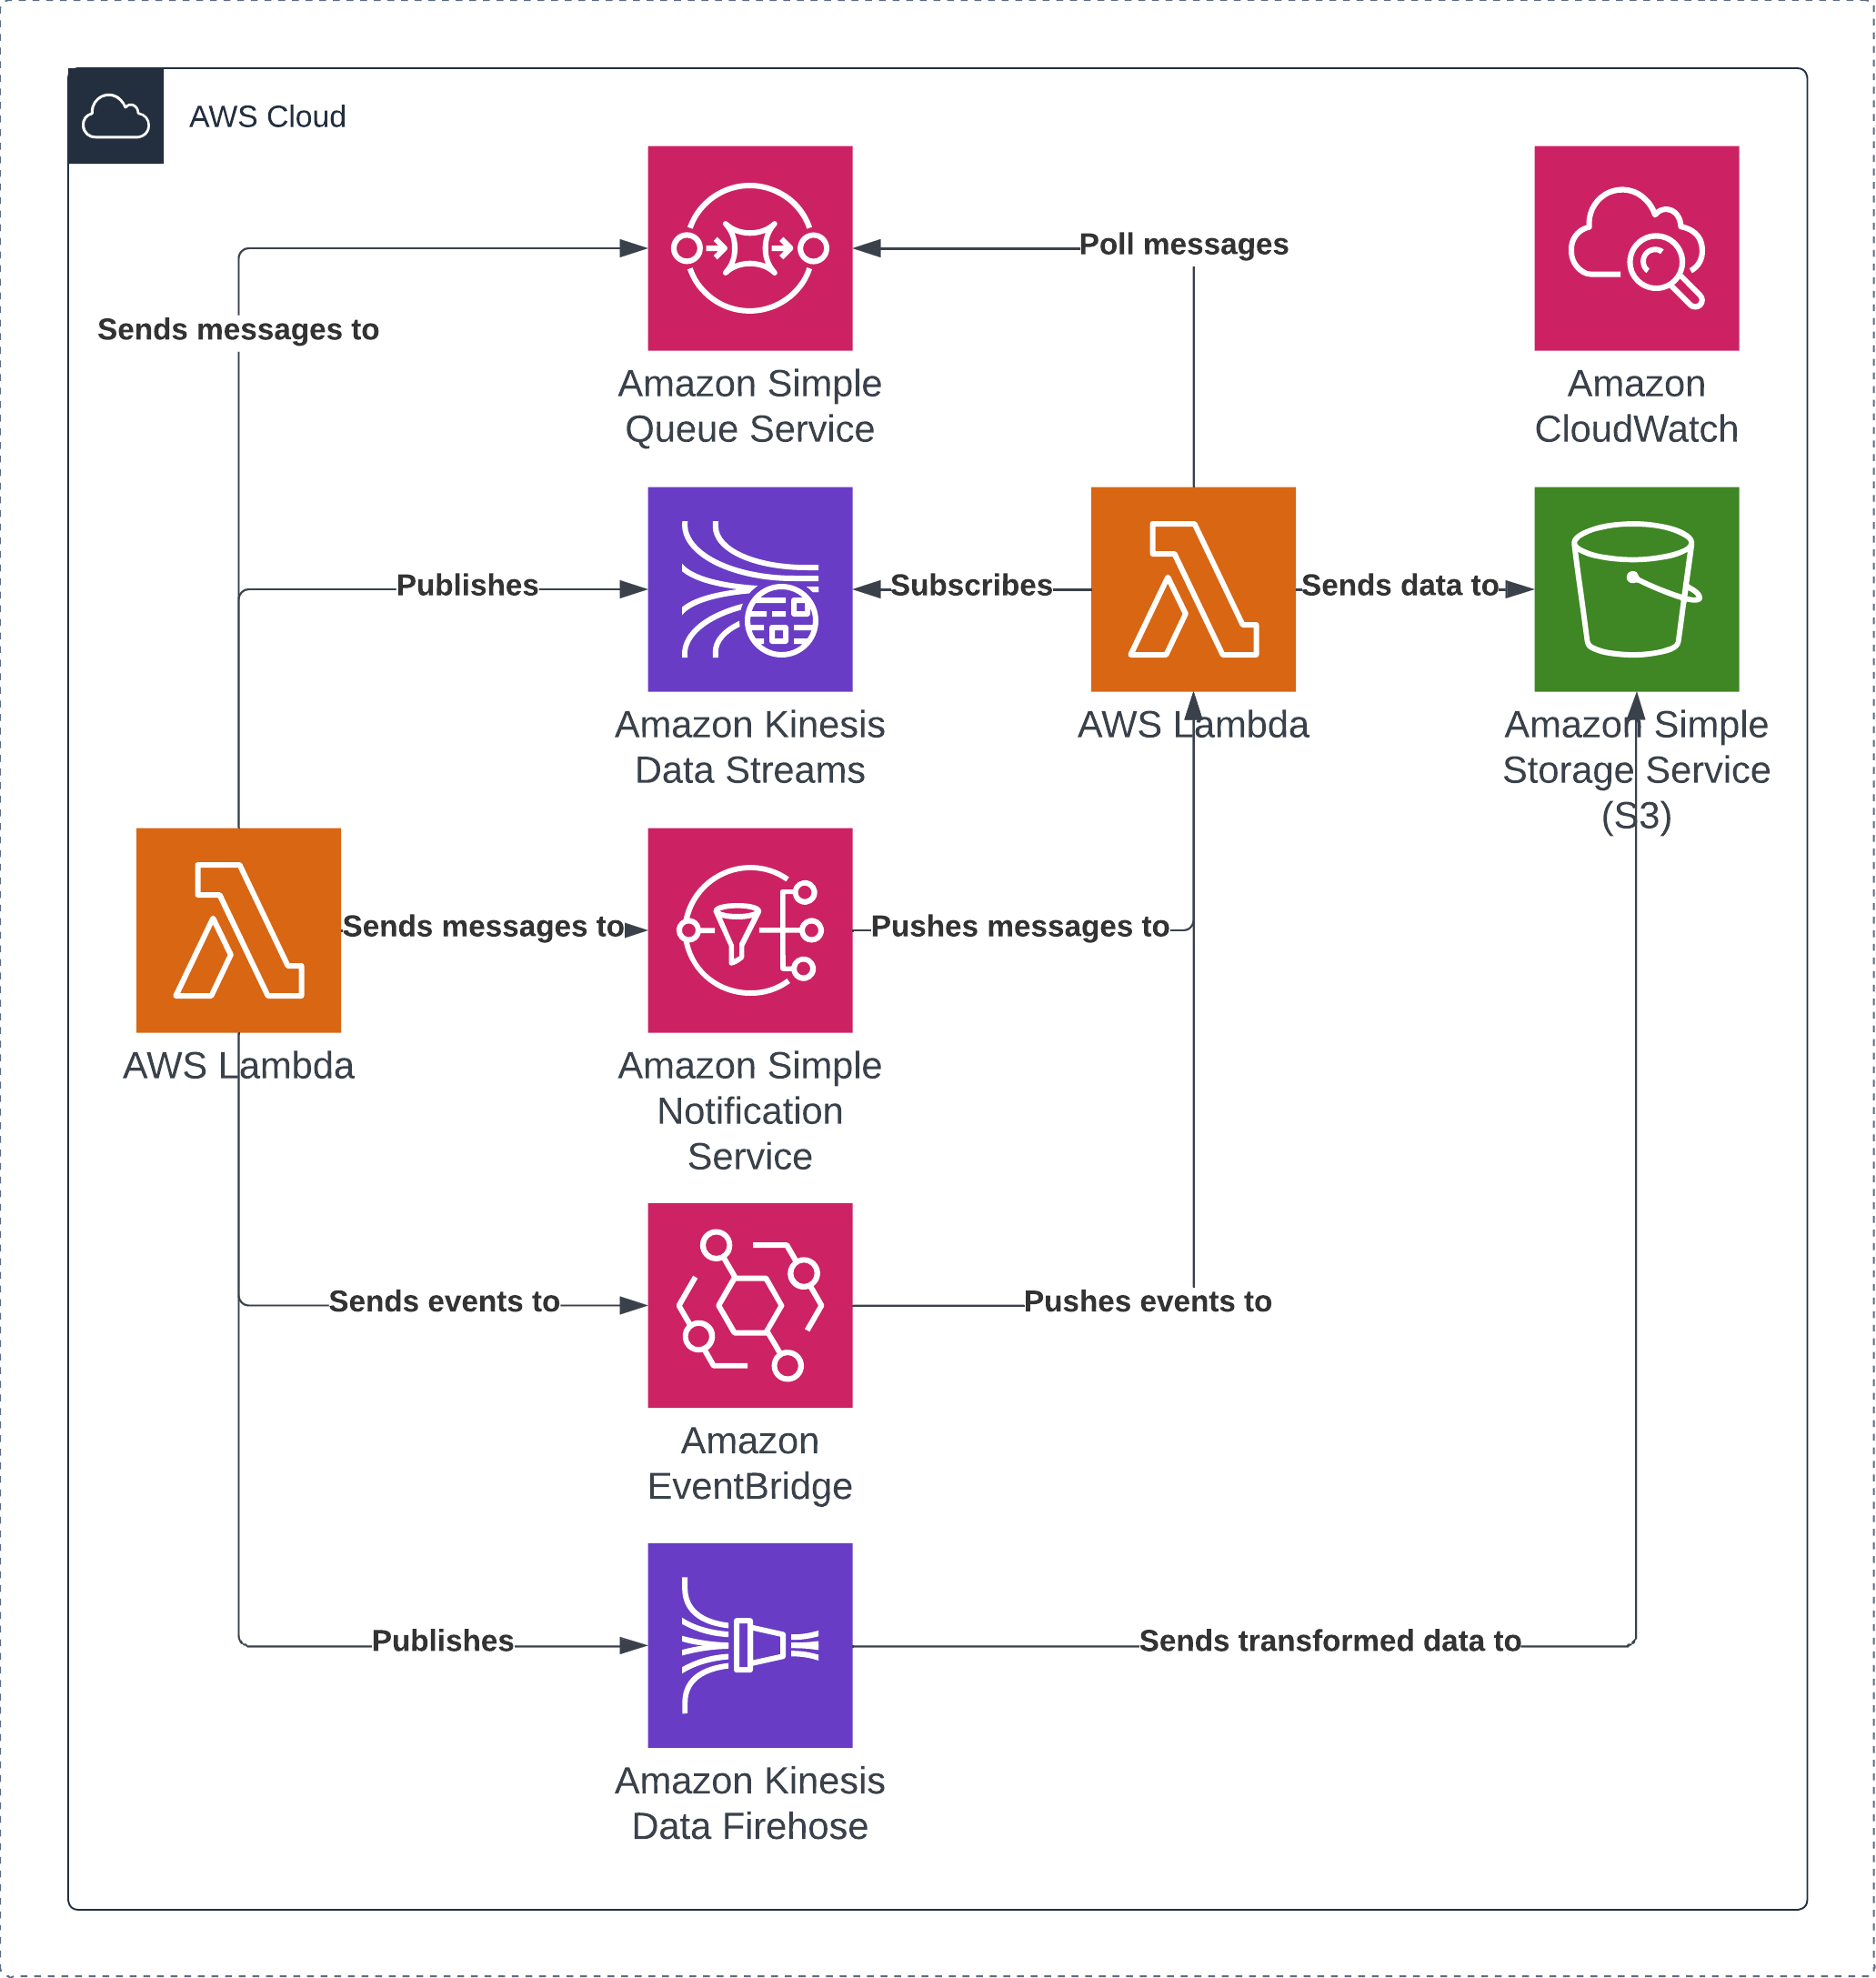 AWS Cloud
Poll messages
Sends messages to
Amazon Simple
Queue Service
Amazon
CloudWatch
Publishes
Subscribes
Sends data to
Amazon Kinesis
Data Streams
AWS Lambda
Amazon Simple
Storage Service
(S3)
Sends messages to
Pushes messages to
AWS Lambda
Amazon Simple
Notification
Service
Sends events to
Pushes events to
Amazon
EventBridge
Publishes
Sends transformed data to
Amazon Kinesis
Data Firehose